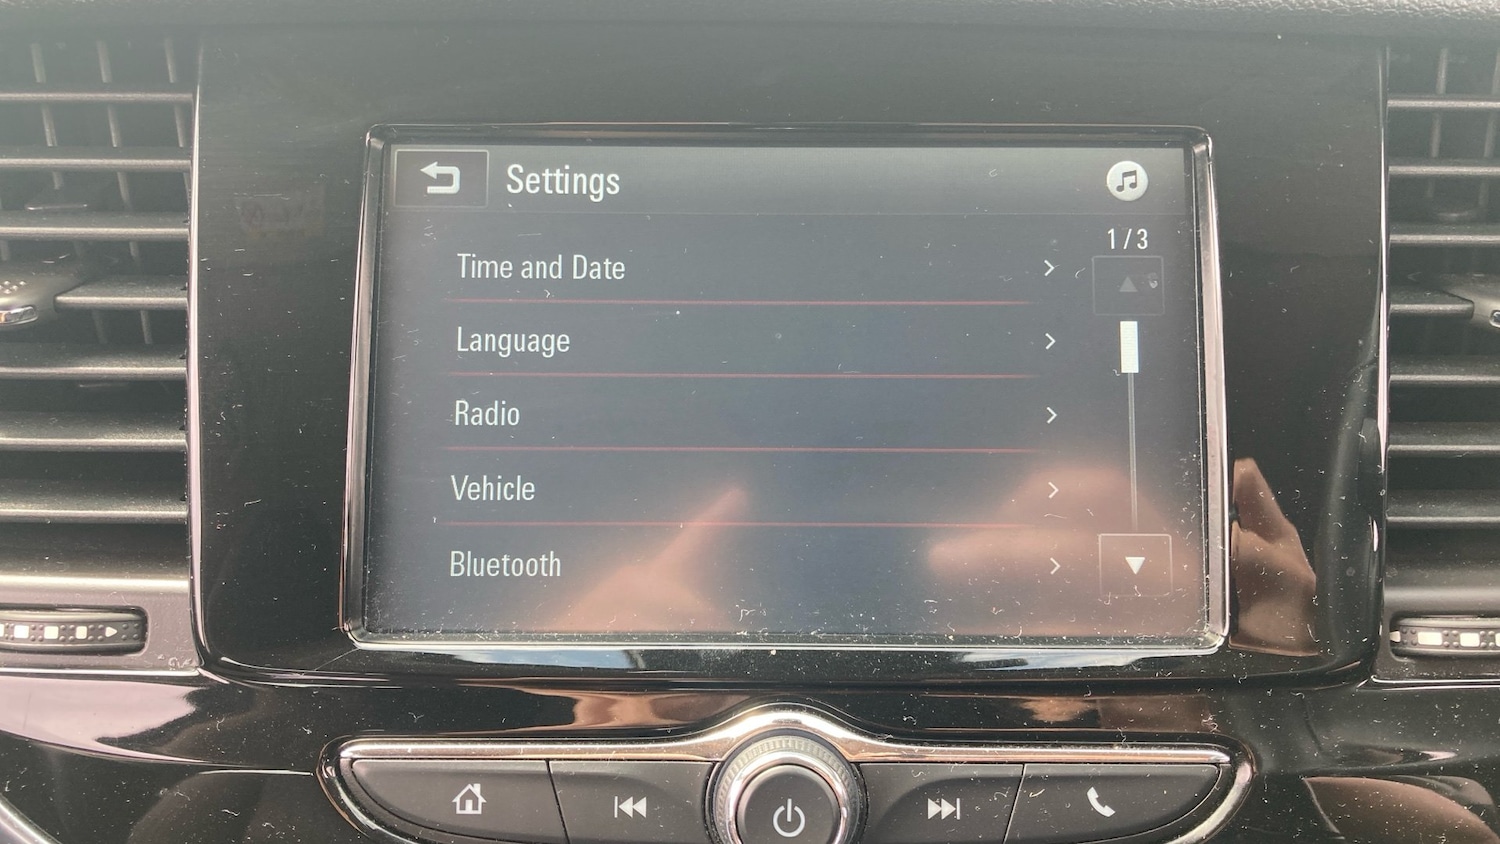 Settings
1/3
Time and Date
Language
Radio
Vehicle
Bluetooth